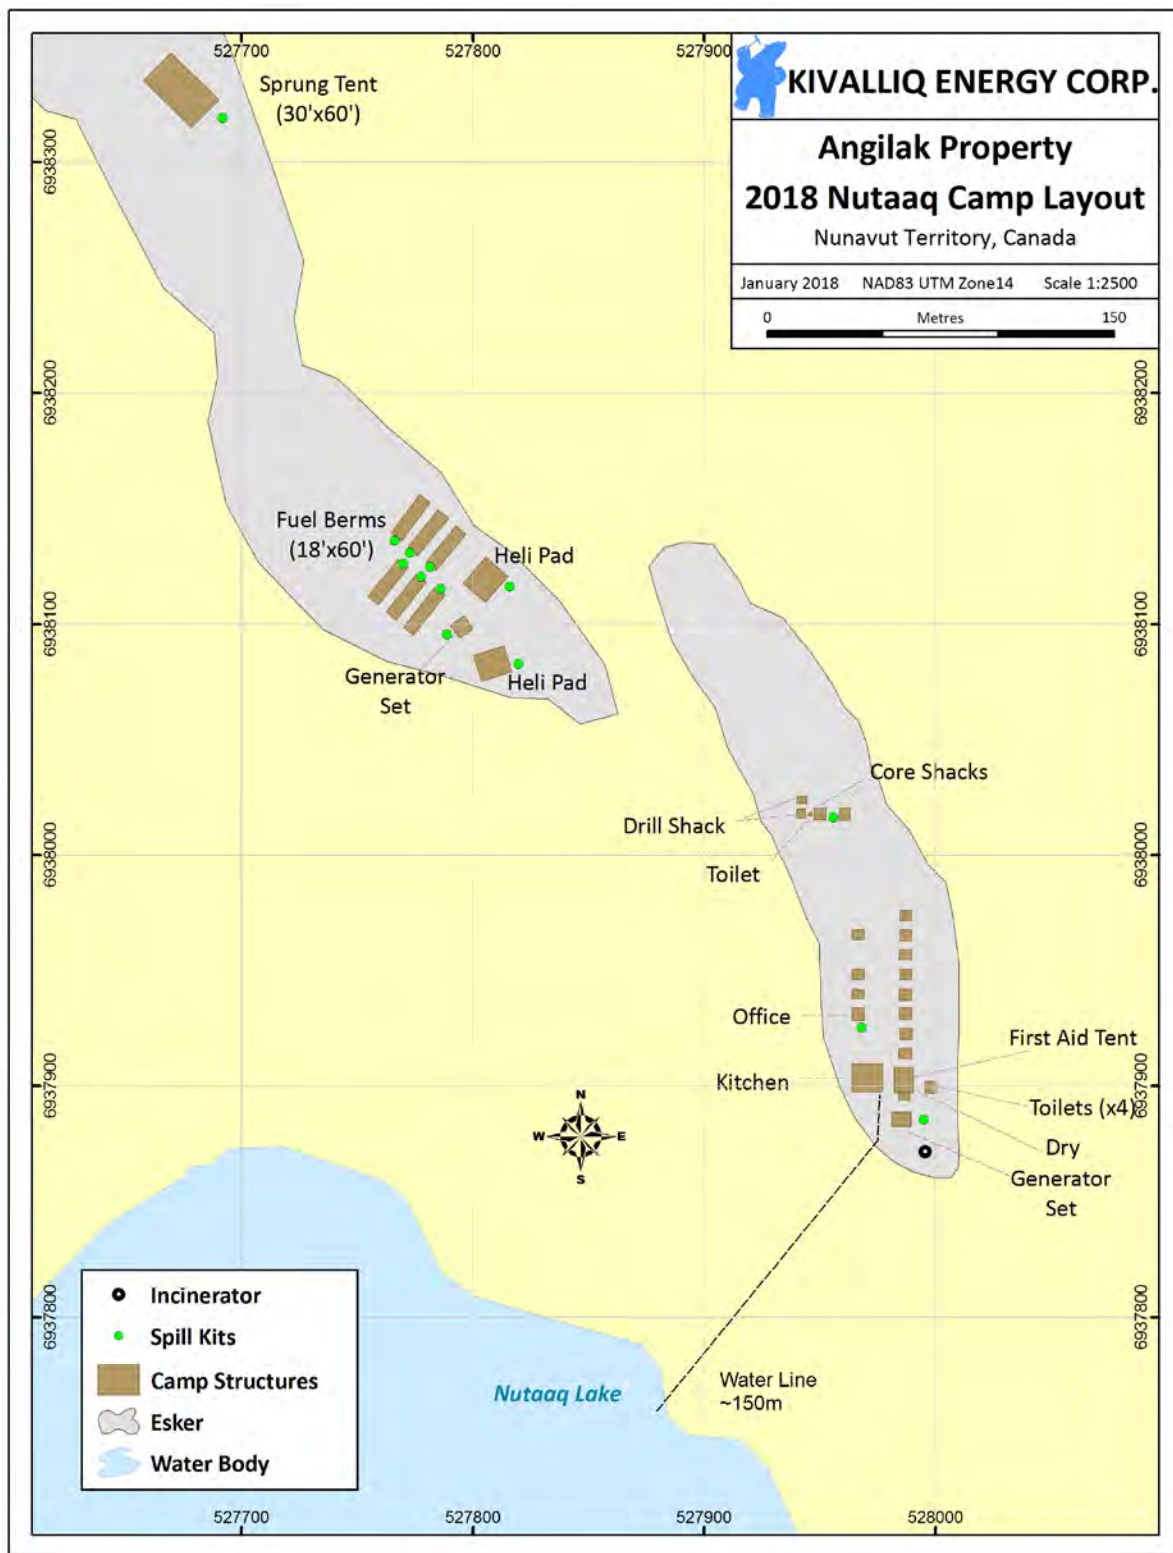 527700
527800
527900
KIVALLIQ ENERGY CORP.
Angilak Property
2018 Nutaaq Camp Layout
Nunavut Territory, Canada
January 2018 NAD83 UTM Zone14 Scale 1:2500
0 Metres 150
Sprung Tent
(30'x60')
6938300
6938200
6938200
Fuel Berms
(18'x60')
Heli Pad
6938100
6938100
Generator
Set
Heli Pad
Core Shacks
Drill Shack
Toilet
6938000
6938000
Office
First Aid Tent
Kitchen
Toilets (x4)
6937900
6937900
Dry
Generator
Set
N
W
E
S
6937800
6937800
Incinerator
Spill Kits
Camp Structures
Esker
Water Body
Nutaaq Lake
Water Line
~150m
527700
527800
527900
528000